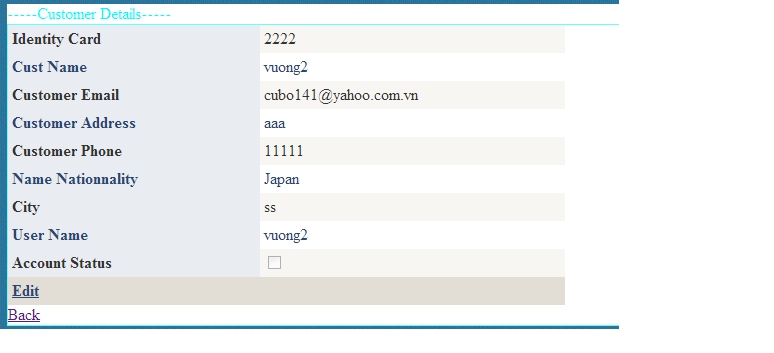 -----Customer Details-----
Identity Card 2222
Cust Name vuong2
Customer Email cubo141@yahoo.com.vn
Customer Address aaa
Customer Phone 11111
Name Nationnality Japan
City ss
User Name vuong2
Account Status
Edit
Back